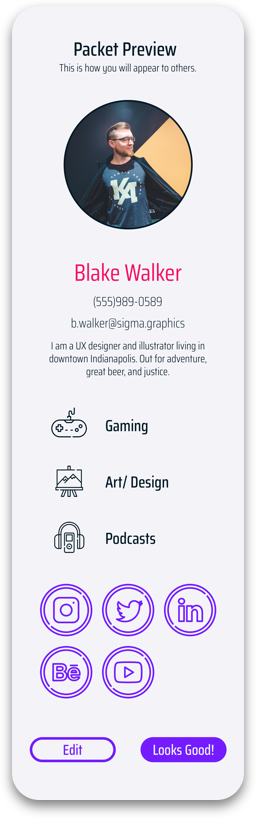 Packet Preview
This is how you will appear to others.
Blake Walker
(555)989-0589
b.walker@sigma.graphics
I am a UX designer and illustrator living in
downtown Indianapolis. Out for adventure,
great beer, and justice.
Gaming
Art/ Design
Podcasts
in
Bē
Edit
Looks Good!